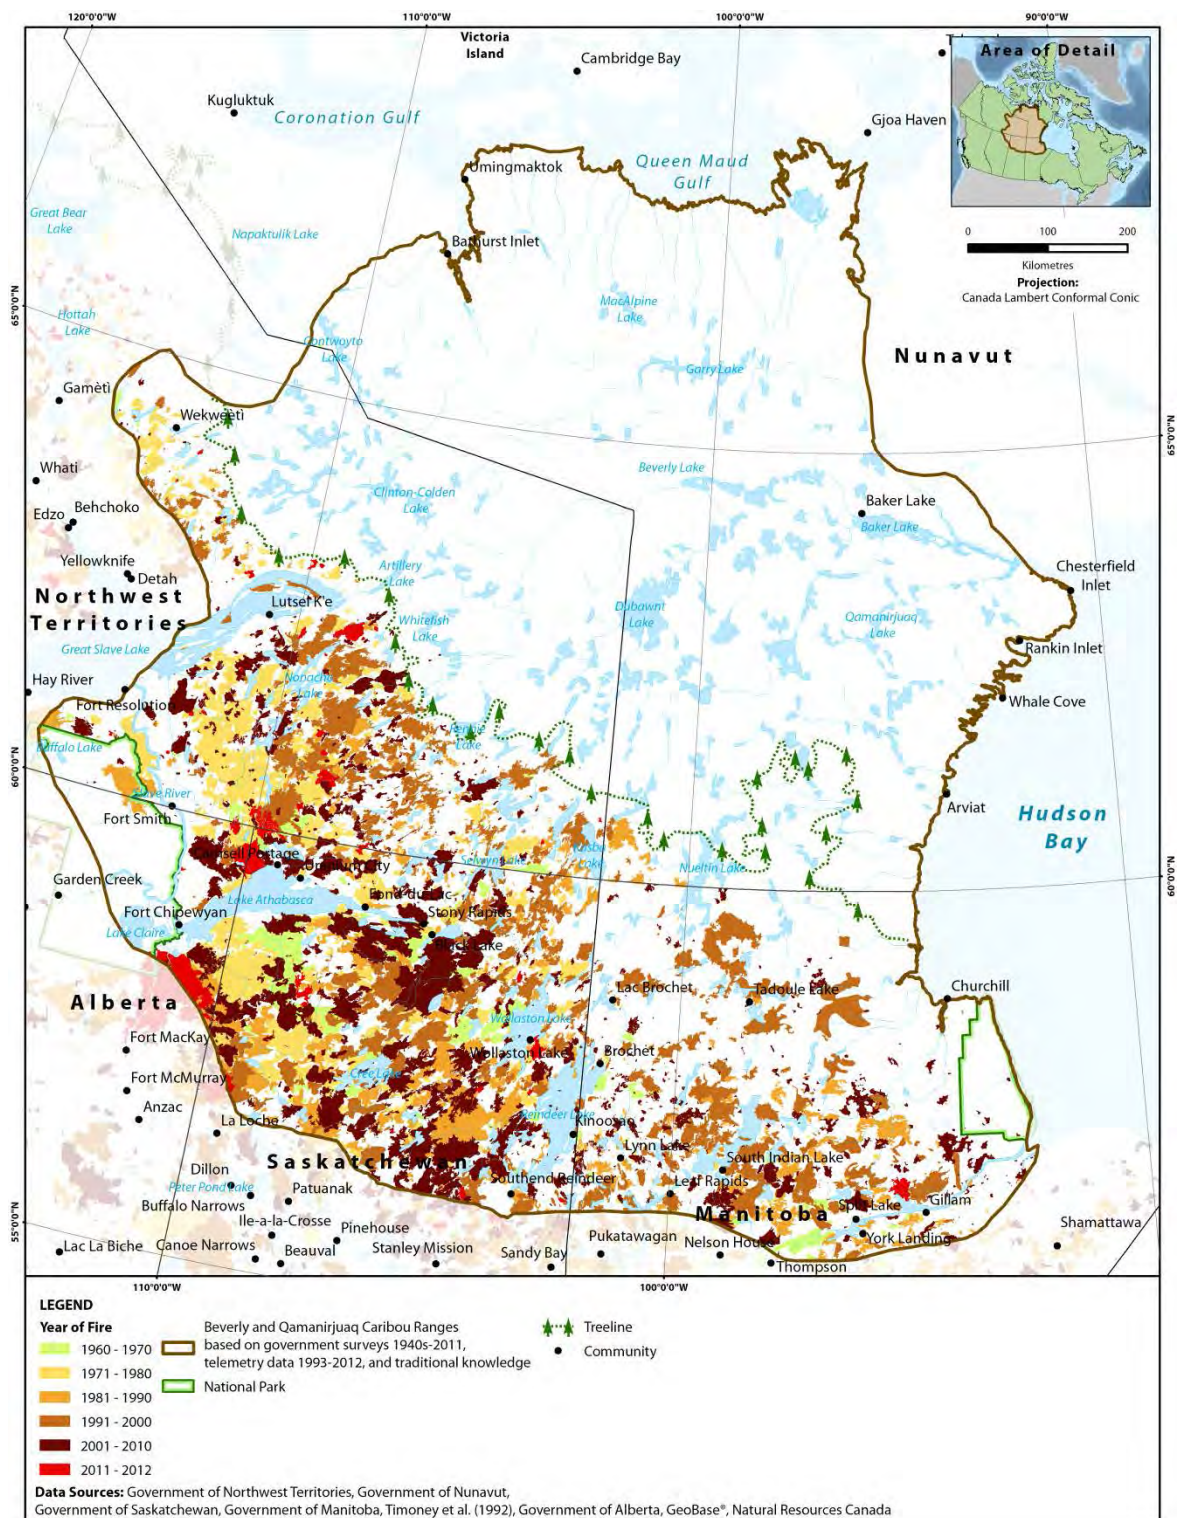 120°0'0"W
110°0'0"W
100°0'0"W
90°0'0"W
Victoria
Island
Cambridge Bay
T
Area of Detail
Kugluktuk
Coronation Gulf
Gjoa Haven
Queen Maud
Gulf
Umingmaktok
Great Bear
Lake
Napaktulik Lake
Bathurst Inlet
0 100 200
Kilometres
Projection:
Canada Lambert Conformal Conic
65°0'0"N
MacAlpine
Lake
Hottah
Lake
Contwoyto
Lake
Nunavut
Garry Lake
Gamètì
Wekweètì
65°0'0"N
Whati
Beverly Lake
Clinton-Colden
Lake
Baker Lake
Baker Lake
Edzo
Behchoko
Yellowknife
Detah
Artillery
Lake
Chesterfield
Inlet
Northwest
Territories
Lutsel K'e
Dubawnt
Lake
Whitefish
Lake
Qamanirjuaq
Lake
Great Slave Lake
Rankin Inlet
Hay River
Nonacho
Lake
Whale Cove
Fort Resolution
Rennie
Lake
Buffalo Lake
60°0'0"N
Slave River
Arviat
Fort Smith
Hudson
Bay
Camsell Portage
Uranium City
Selwyn Lake
Kasba
Lake
Nueltin Lake
60°0'0"N
Garden Creek
Lake Athabasca
Fond-du-Lac
Fort Chipewyan
Stony Rapids
Lake Claire
Black Lake
Alberta
Lac Brochet
Tadoule Lake
Churchill
Wollaston Lake
Fort MacKay
Wollaston Lake
Brochet
Fort McMurray
Cree Lake
Anzac
Reindeer Lake
La Loche
Kinoosao
Lynn Lake
Saskatchewan
South Indian Lake
Dillon
Peter Pond Lake
Patuanak
Southend Reindeer
Leaf Rapids
Buffalo Narrows
Manitoba
Split Lake
Gillam
Ile-a-la-Crosse
Pinehouse
York Landing
Shamattawa
55°0'0"N
Lac La Biche
Canoe Narrows
Beauval
Stanley Mission
Sandy Bay
Pukatawagan
Nelson House
Thompson
110°0'0"W
100°0'0"W
LEGEND
Year of Fire
1960 - 1970
1971 - 1980
1981 - 1990
1991 - 2000
2001 - 2010
2011 - 2012
Beverly and Qamanirjuaq Caribou Ranges
based on government surveys 1940s-2011,
telemetry data 1993-2012, and traditional knowledge
National Park
Treeline
Community
Data Sources: Government of Northwest Territories, Government of Nunavut,
Government of Saskatchewan, Government of Manitoba, Timoney et al. (1992), Government of Alberta, GeoBase®, Natural Resources Canada